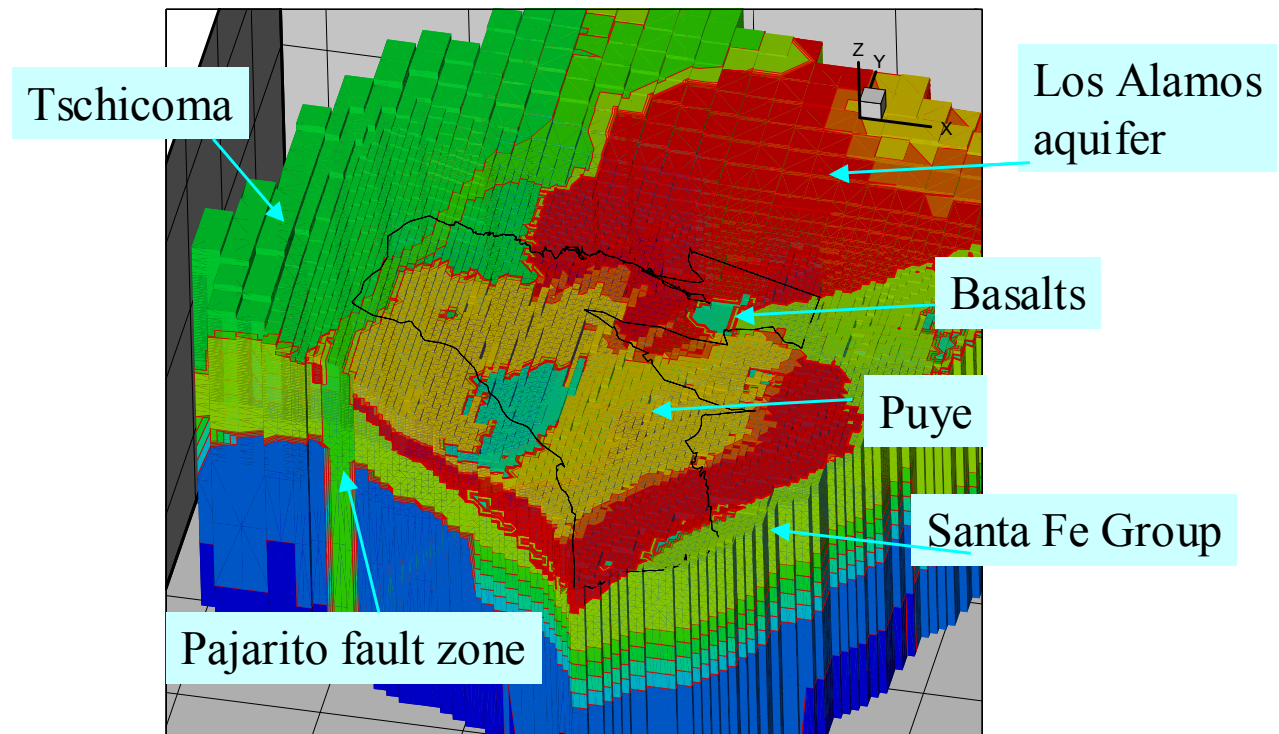 Tschicoma
Z
Y
X
Los Alamos
aquifer
Basalts
Puye
Santa Fe Group
Pajarito fault zone